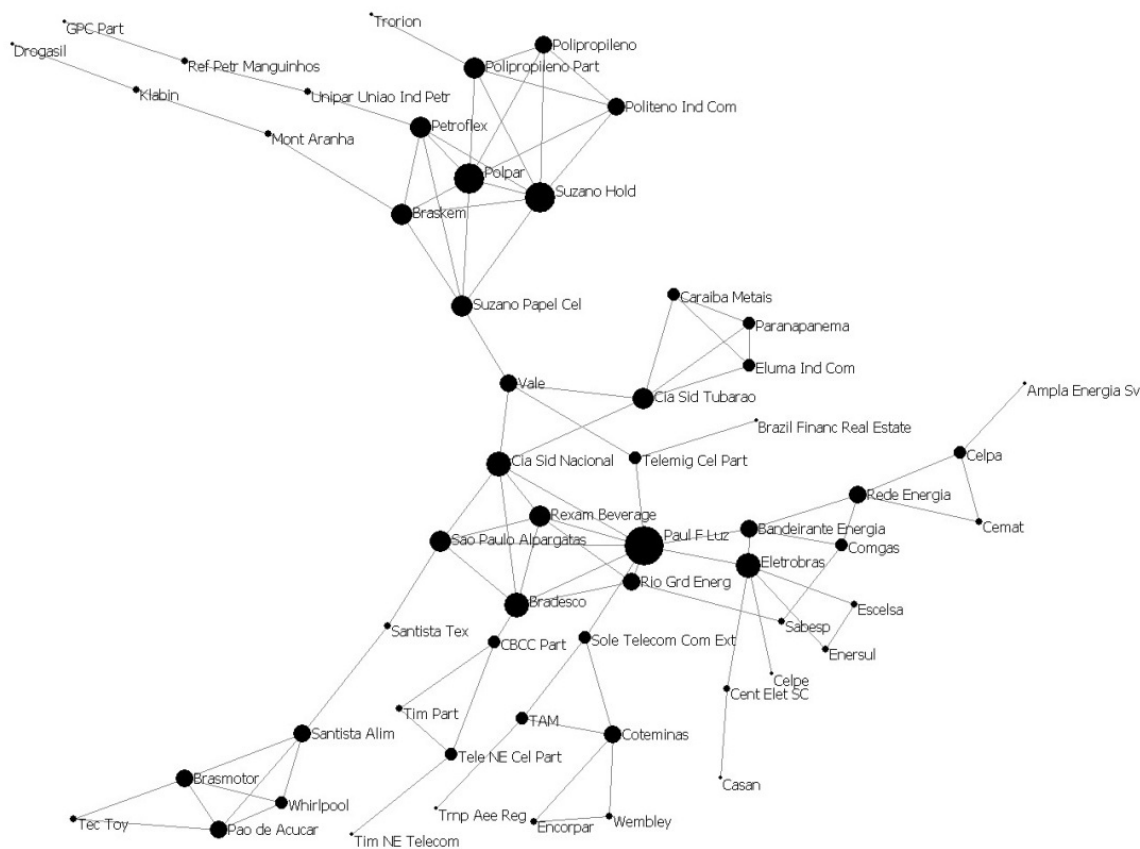 GPC Part
Trorion
Drogasil
Polipropileno
Ref Petr Manguinhos
Polipropileno Part
Klabin
Unipar Uniao Ind Petr
Politeno Ind Com
Petroflex
Mont Aranha
Polpar
Suzano Hold
Braskem
Suzano Papel Cel
Caraiba Metais
Paranapanema
Eluma Ind Com
Vale
Cia Sid Tubarao
Ampla Energia Sv
Brazil Financ Real Estate
Cia Sid Nacional
Telemig Cel Part
Celpa
Rede Energia
Rexam Beverage
Bandeirante Energia
Cemat
Sao Paulo Alpargatas
Paul F Luz
Comgas
Eletrobras
Rio Grd Energ
Bradesco
Escelsa
Sabesp
Santista Tex
CBCC Part
Sole Telecom Com Ext
Enersul
Celpe
Cent Elet SC
Tim Part
TAM
Santista Alim
Coteminas
Tele NE Cel Part
Brasmotor
Casan
Whirlpool
Trnp Aee Reg
Tec Toy
Pao de Acucar
Encorpar
Wembley
Tim NE Telecom